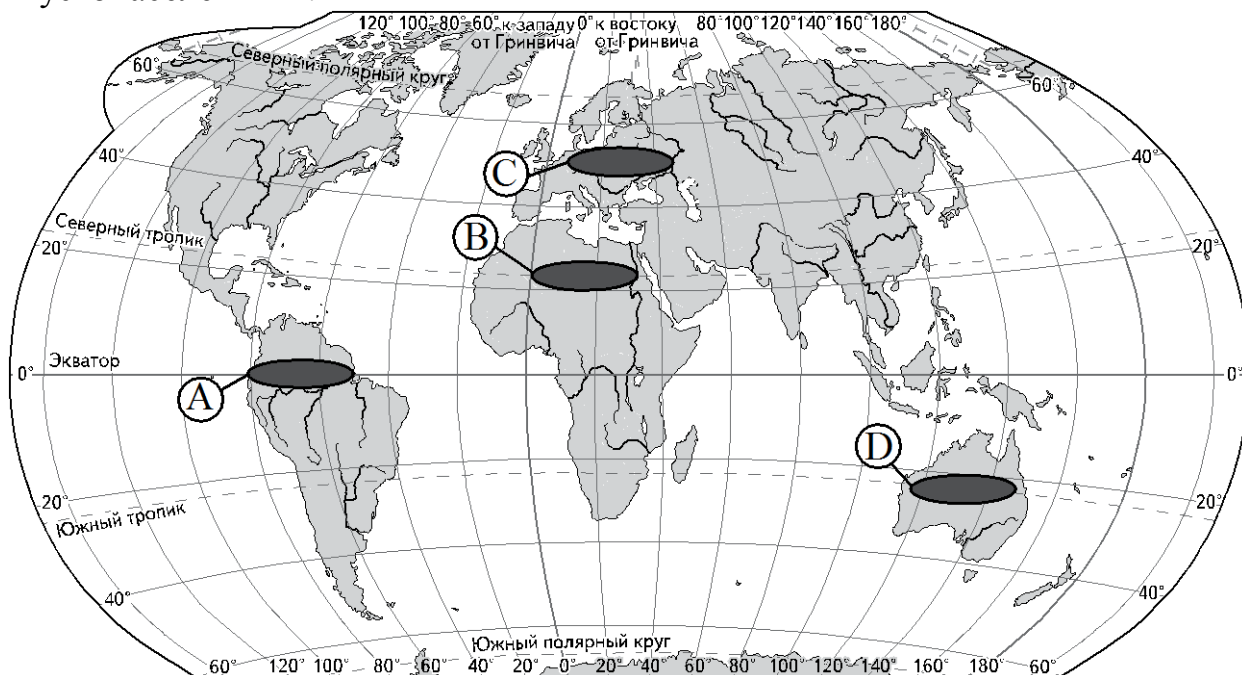 120° 100° 80° 60° к западу 0° к востоку 80° 100° 120° 140° 160° 180°
от Гринвича от Гринвича
60° Северный полярный круг 60°
40° C 40°
Северный тропик B
20° 20°
Экватор
0° 0°
A
D
20° 20°
Южный тропик
40° 40°
Южный полярный круг
60° 120° 100° 80° 60° 40° 20° 0° 20° 40° 60° 80° 100° 120° 140° 160° 180° 60°